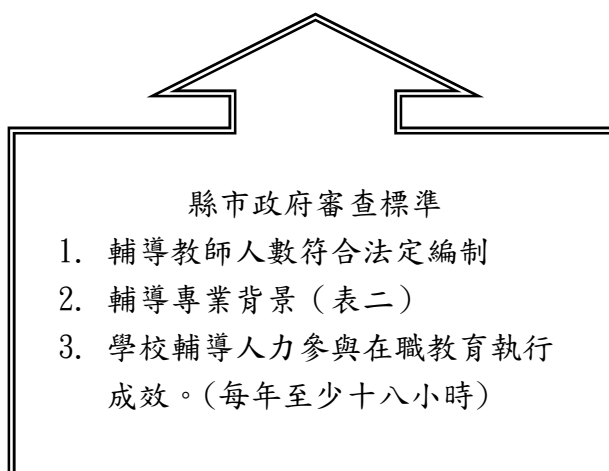 縣市政府審查標準
1. 輔導教師人數符合法定編制
2. 輔導專業背景（表二）
3. 學校輔導人力參與在職教育執行
成效。(每年至少十八小時)